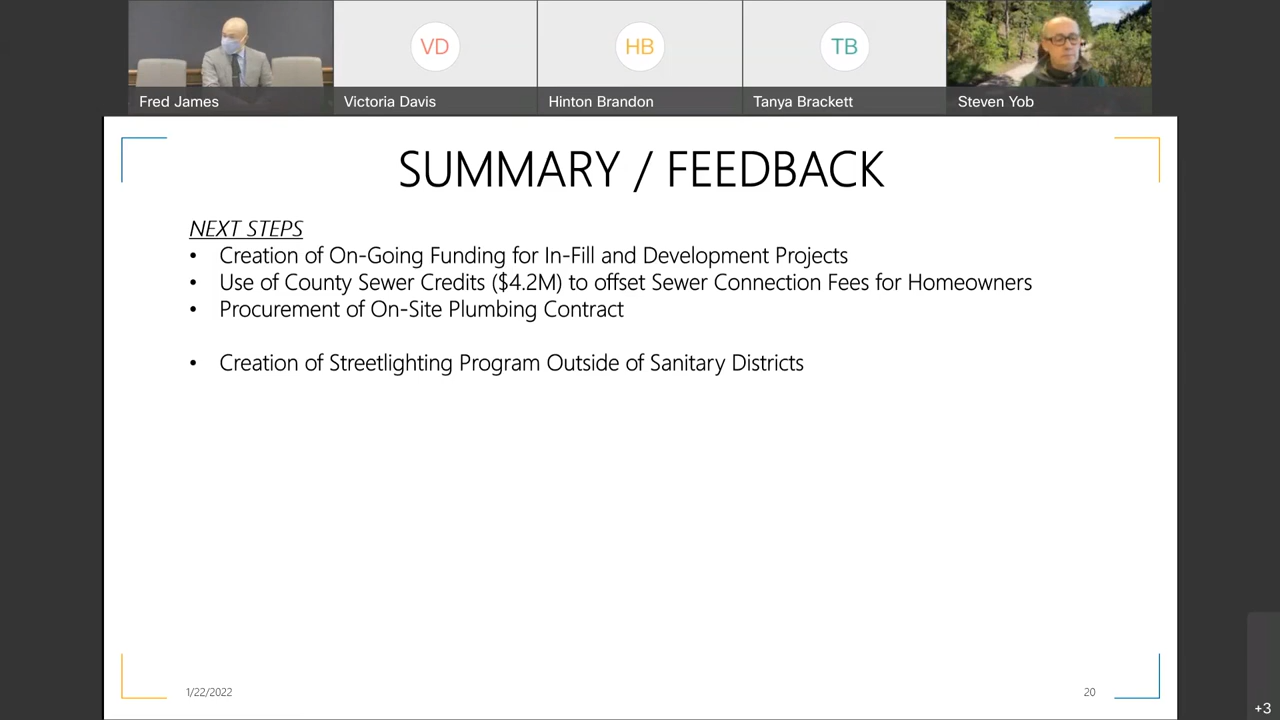 VD
HB
TB
Fred James
Victoria Davis
Hinton Brandon
Tanya Brackett
Steven Yob
SUMMARY / FEEDBACK
NEXT STEPS
• Creation of On-Going Funding for In-Fill and Development Projects
• Use of County Sewer Credits ($4.2M) to offset Sewer Connection Fees for Homeowners
• Procurement of On-Site Plumbing Contract
• Creation of Streetlighting Program Outside of Sanitary Districts
1/22/2022
20
+3